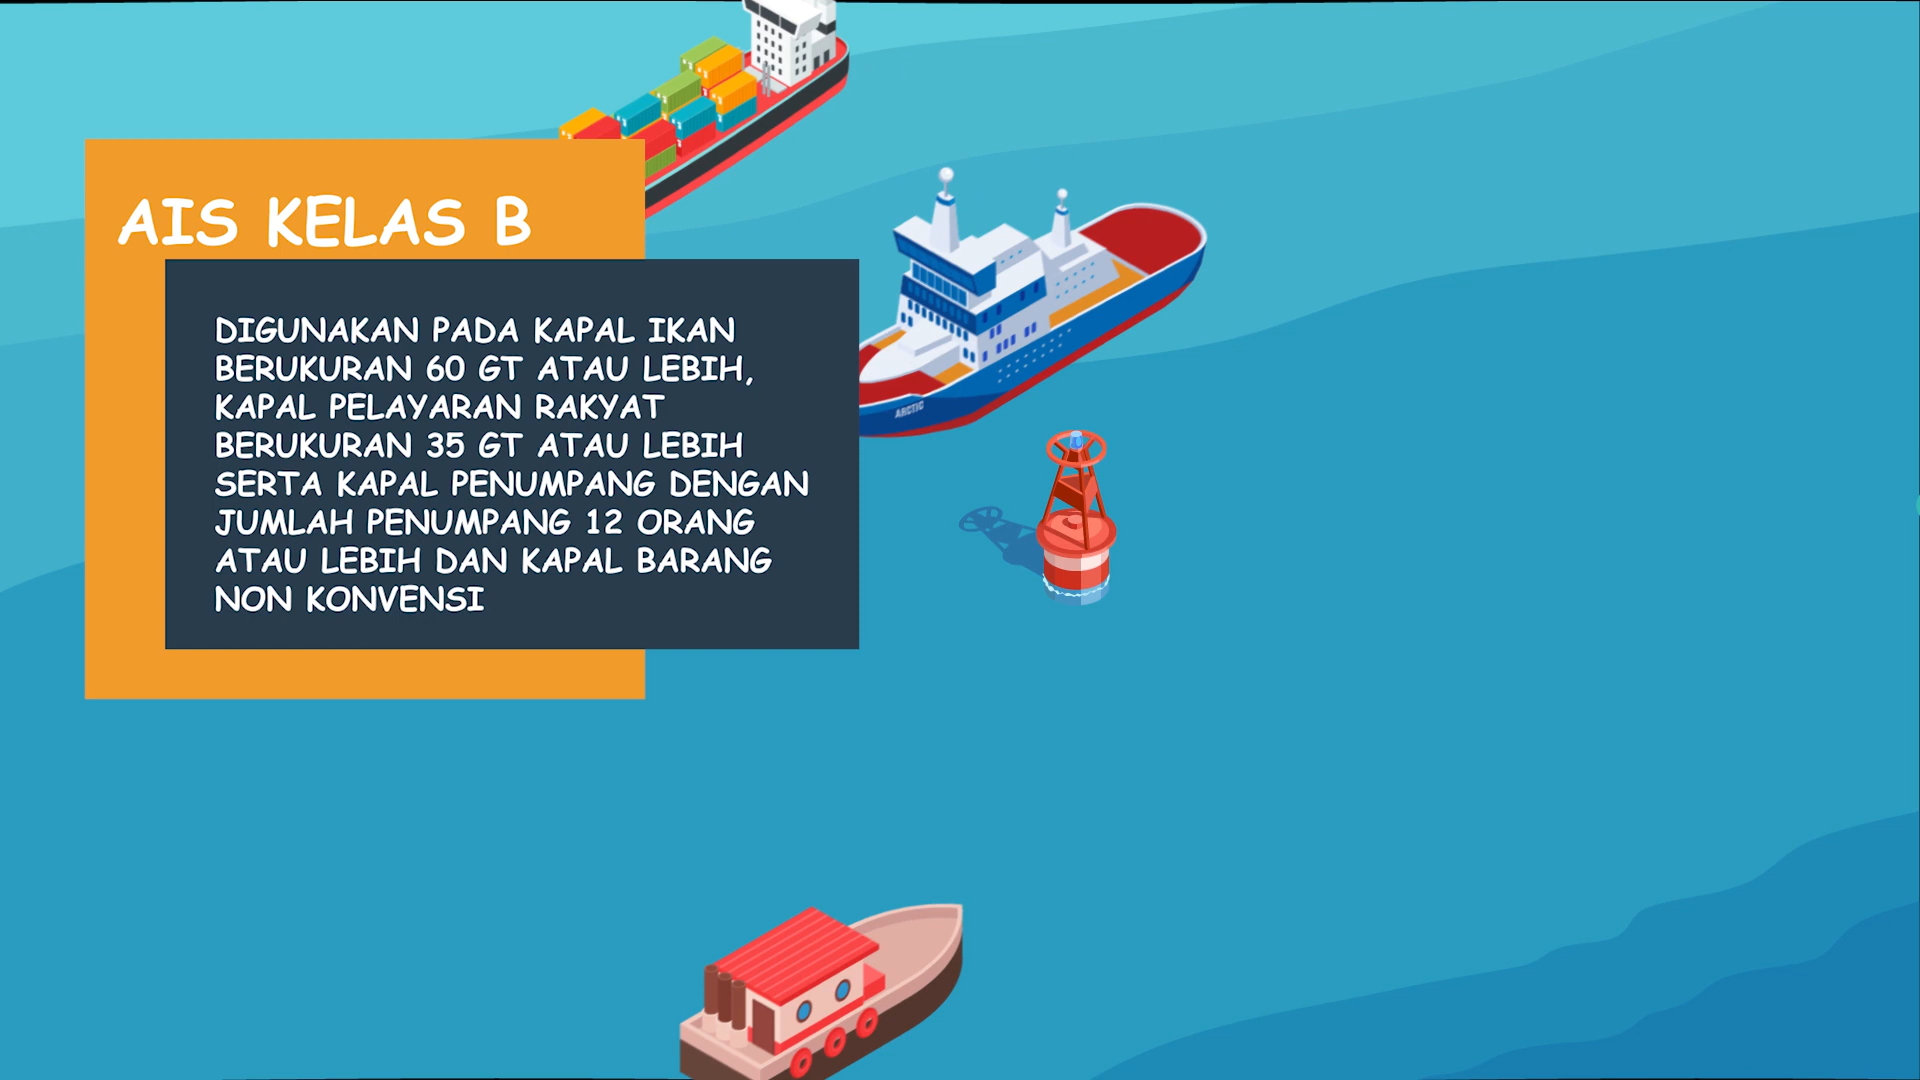 AIS KELAS B
DIGUNAKAN PADA KAPAL IKAN
BERUKURAN 60 GT ATAU LEBIH,
KAPAL PELAYARAN RAKYAT
BERUKURAN 35 GT ATAU LEBIH
SERTA KAPAL PENUMPANG DENGAN
JUMLAH PENUMPANG 12 ORANG
ATAU LEBIH DAN KAPAL BARANG
NON KONVENSI
ARCTIC